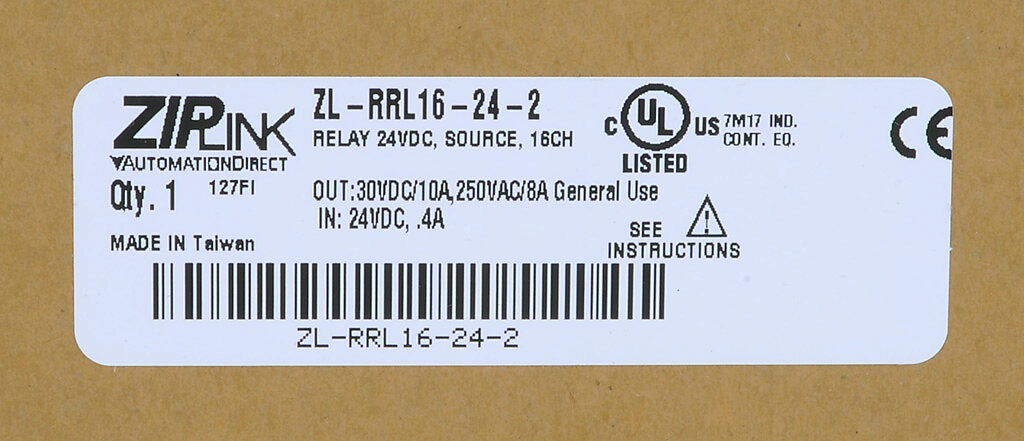 ZIPLINK
AUTOMATIONDIRECT
Qty. 1 127FI
MADE IN Taiwan
ZL-RRL16-24-2
RELAY 24VDC, SOURCE, 16CH
OUT:30VDC/10A,250VAC/8A General Use
IN: 24VDC, .4A
C UL US
LISTED
7M17 IND.
CONT. EQ.
CE
SEE
INSTRUCTIONS
ZL-RRL16-24-2